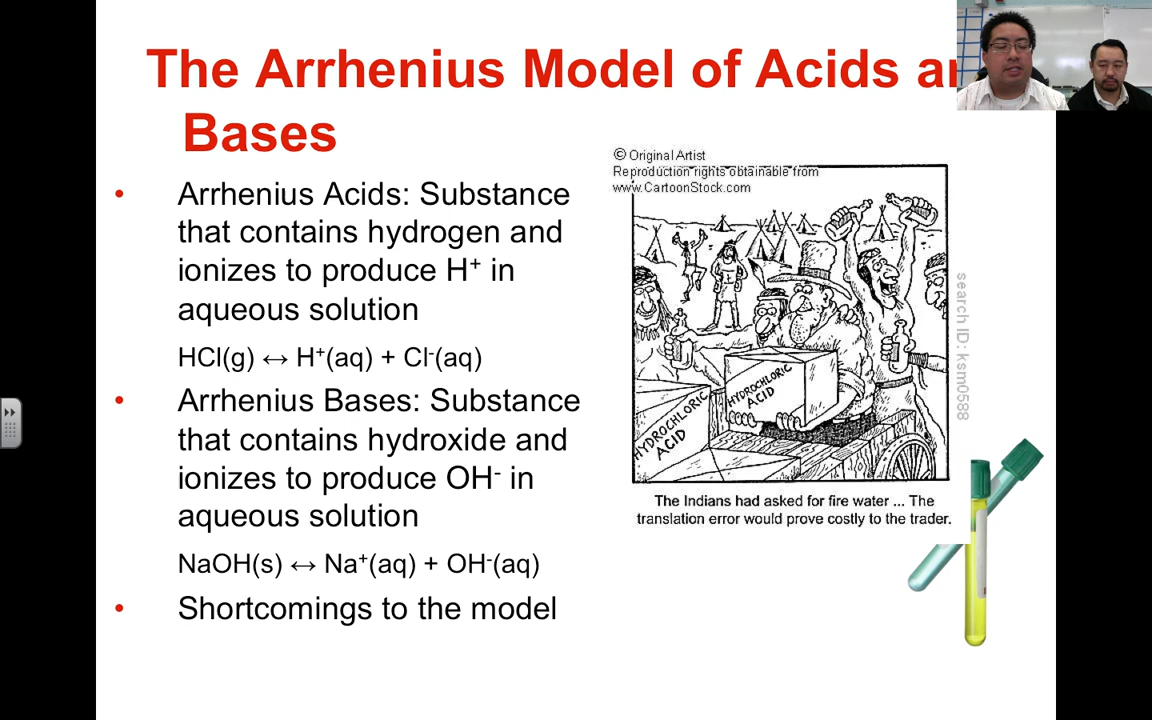 The Arrhenius Model of Acids
Bases
© Original Artist
Reproduction rights obtainable from
www.CartoonStock.com
• Arrhenius Acids: Substance
that contains hydrogen and
ionizes to produce H⁺ in
aqueous solution
HCl(g) ↔ H⁺(aq) + Cl⁻(aq)
• Arrhenius Bases: Substance
that contains hydroxide and
ionizes to produce OH⁻ in
aqueous solution
NaOH(s) ↔ Na⁺(aq) + OH⁻(aq)
• Shortcomings to the model
HYDROCHLORIC
ACID
HYDROCHLORIC
ACID
search ID: ksm0588
The Indians had asked for fire water ... The
translation error would prove costly to the trader.